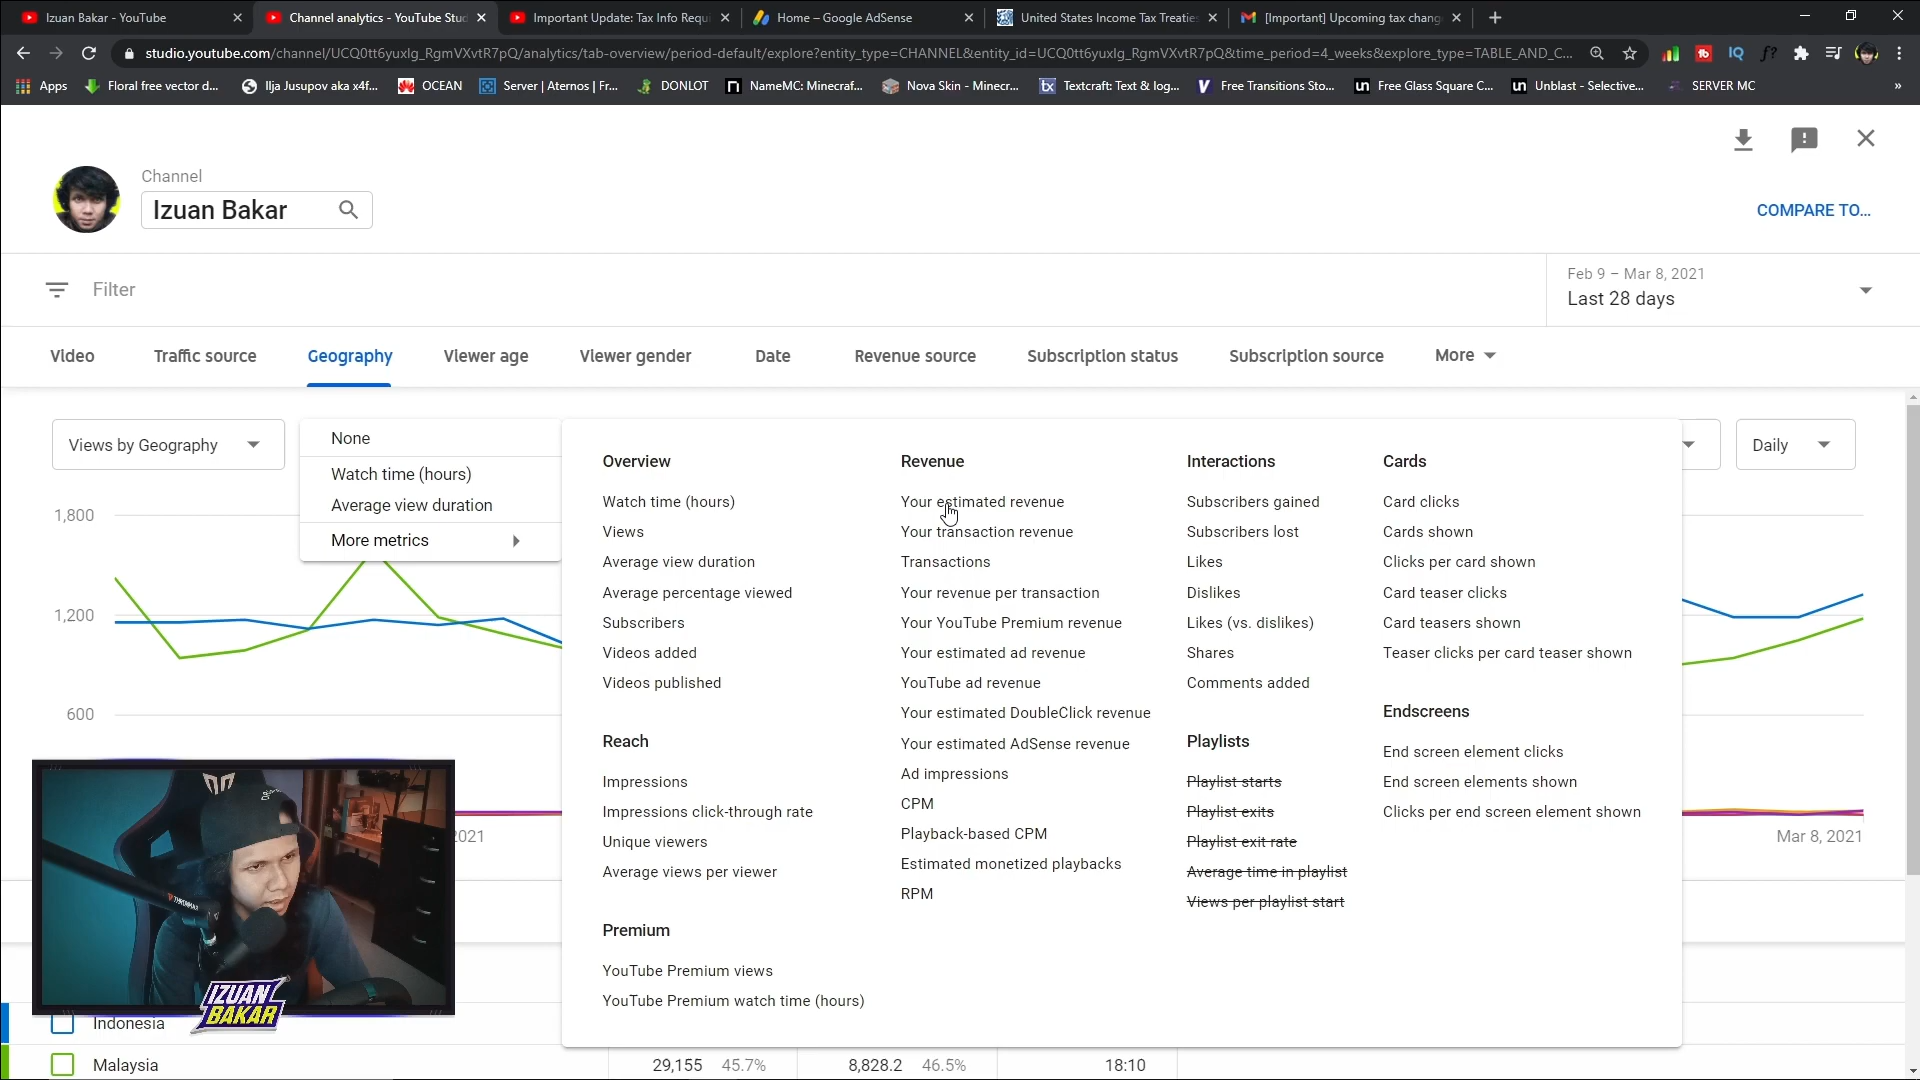 Izuan Bakar - YouTube
Channel analytics - YouTube Stud
Important Update: Tax Info Requi
Home – Google AdSense
United States Income Tax Treaties
[Important] Upcoming tax chang
studio.youtube.com/channel/UCQ0tt6yuxlg_RgmVXvtR7pQ/analytics/tab-overview/period-default/explore?entity_type=CHANNEL&entity_id=UCQ0tt6yuxlg_RgmVXvtR7pQ&time_period=4_weeks&explore_type=TABLE_AND_C...
Apps
Floral free vector d...
Ilja Jusupov aka x4f...
OCEAN
Server | Aternos | Fr...
DONLOT
NameMC: Minecraf...
Nova Skin - Minecr...
Textcraft: Text & log...
Free Transitions Sto...
Free Glass Square C...
Unblast - Selective...
SERVER MC
»
Channel
Izuan Bakar
COMPARE TO...
Filter
Feb 9 – Mar 8, 2021
Last 28 days
Video
Traffic source
Geography
Viewer age
Viewer gender
Date
Revenue source
Subscription status
Subscription source
More
Views by Geography
None
Watch time (hours)
Average view duration
More metrics
Daily
1,800
1,200
600
Overview
Watch time (hours)
Views
Average view duration
Average percentage viewed
Subscribers
Videos added
Videos published
Reach
Impressions
Impressions click-through rate
Unique viewers
Average views per viewer
Premium
YouTube Premium views
YouTube Premium watch time (hours)
Revenue
Your estimated revenue
Your transaction revenue
Transactions
Your revenue per transaction
Your YouTube Premium revenue
Your estimated ad revenue
YouTube ad revenue
Your estimated DoubleClick revenue
Your estimated AdSense revenue
Ad impressions
CPM
Playback-based CPM
Estimated monetized playbacks
RPM
Interactions
Subscribers gained
Subscribers lost
Likes
Dislikes
Likes (vs. dislikes)
Shares
Comments added
Playlists
Playlist starts
Playlist exits
Playlist exit rate
Average time in playlist
Views per playlist start
Cards
Card clicks
Cards shown
Clicks per card shown
Card teaser clicks
Card teasers shown
Teaser clicks per card teaser shown
Endscreens
End screen element clicks
End screen elements shown
Clicks per end screen element shown
2021
Mar 8, 2021
IZUAN
BAKAR
Indonesia
Malaysia
29,155 45.7%
8,828.2 46.5%
18:10